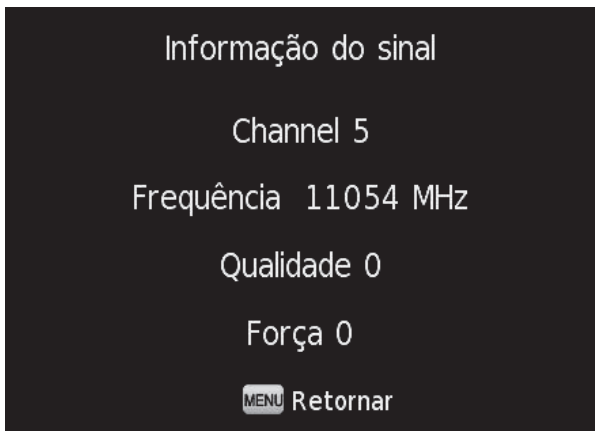 Informação do sinal
Channel 5
Frequência 11054 MHz
Qualidade 0
Força 0
MENU Retornar